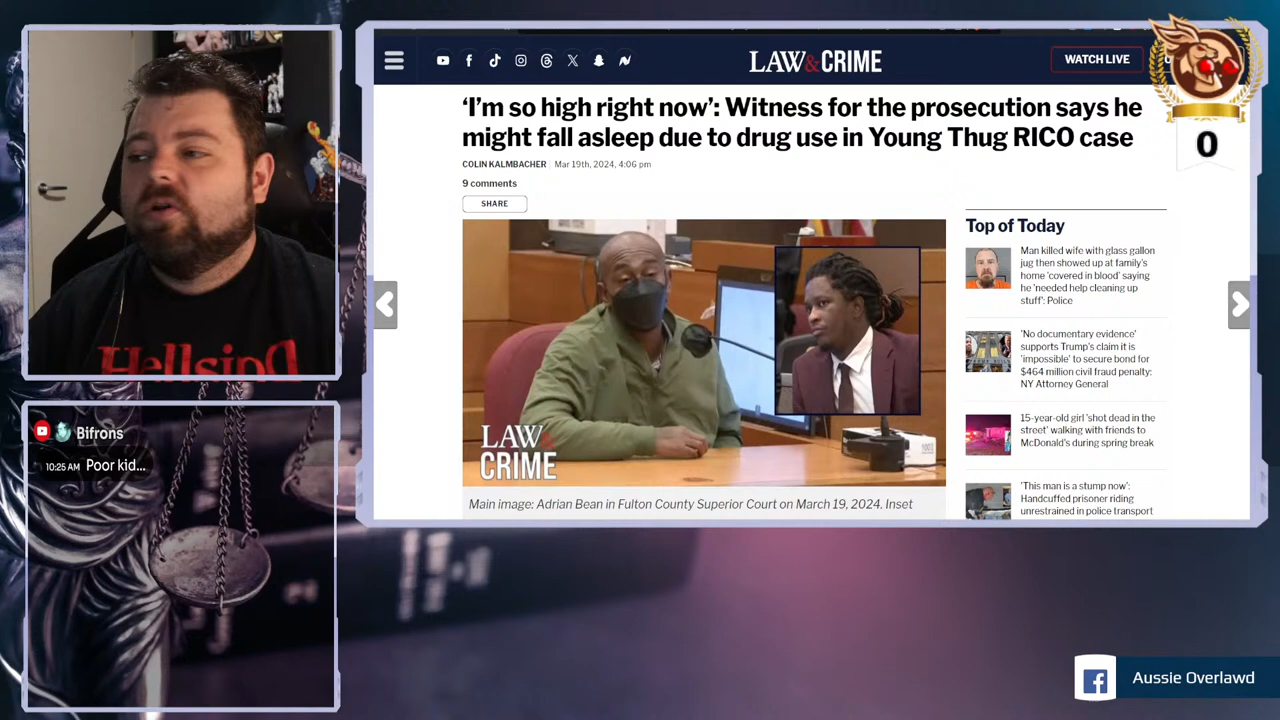 LAW&CRIME
WATCH LIVE
'I'm so high right now': Witness for the prosecution says he
might fall asleep due to drug use in Young Thug RICO case
COLIN KALMBACHER | Mar 19th, 2024, 4:06 pm
9 comments
SHARE
0
Top of Today
Man killed wife with glass gallon
jug then showed up at family's
home 'covered in blood' saying
he 'needed help cleaning up
stuff': Police
'No documentary evidence'
supports Trump's claim it is
'impossible' to secure bond for
$464 million civil fraud penalty:
NY Attorney General
15-year-old girl 'shot dead in the
street' walking with friends to
McDonald's during spring break
'This man is a stump now':
Handcuffed prisoner riding
unrestrained in police transport
LAW
CRIME
Main image: Adrian Bean in Fulton County Superior Court on March 19, 2024. Inset
Hellsing
Bifrons
10:25 AM Poor kid...
Aussie Overlawd